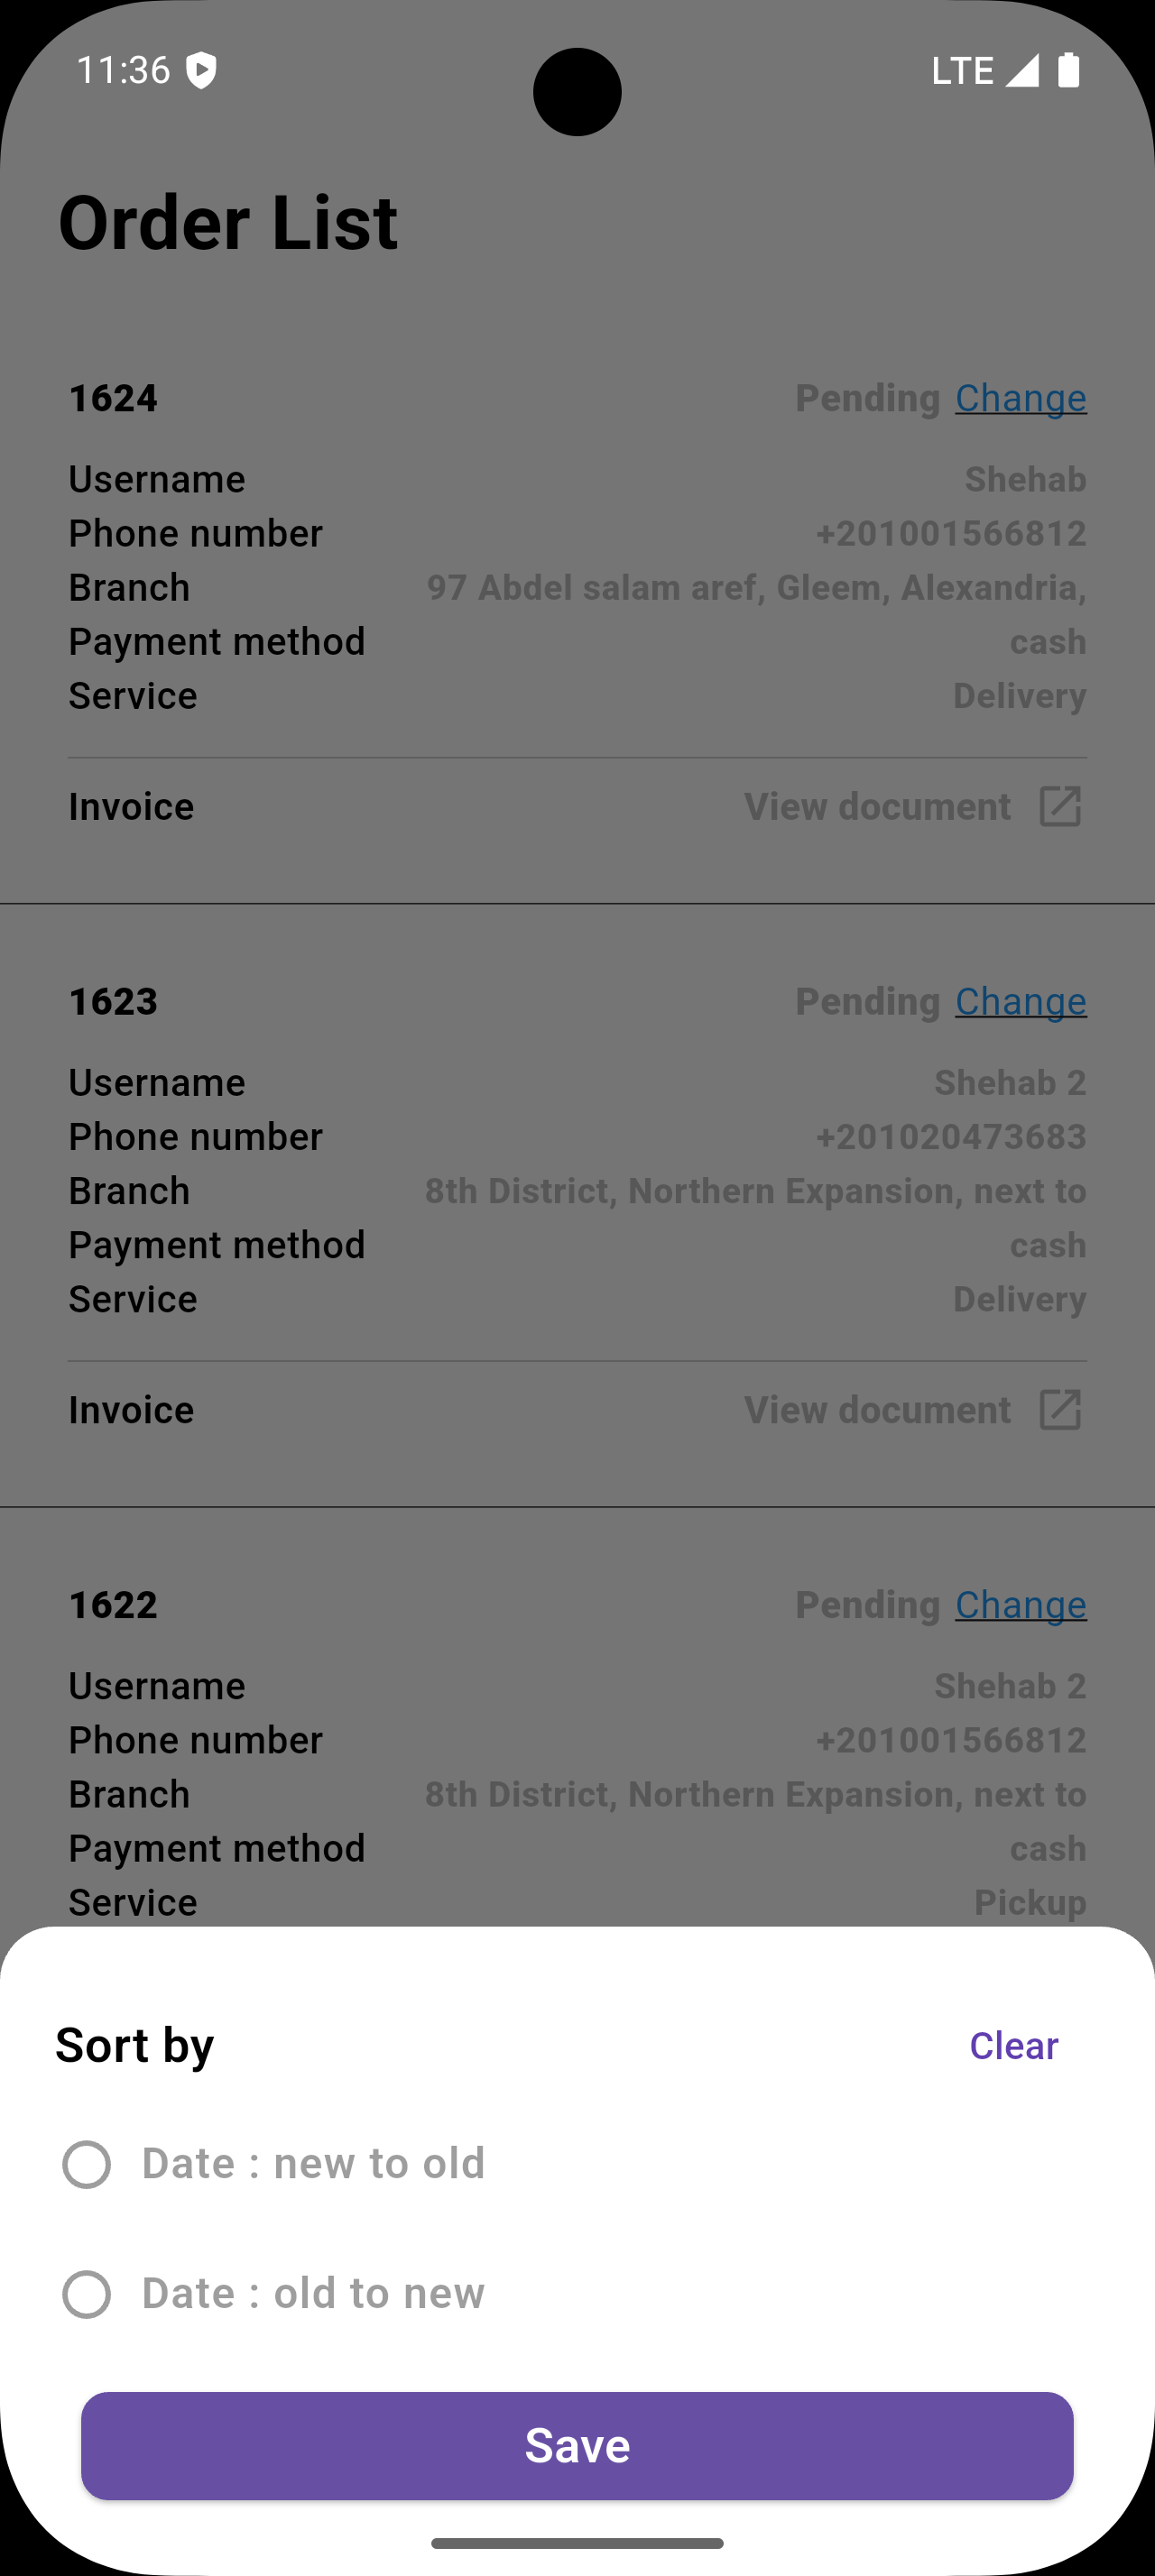 11:36 LTE
Order List
1624 Pending Change
Username Shehab
Phone number +201001566812
Branch 97 Abdel salam aref, Gleem, Alexandria,
Payment method cash
Service Delivery
Invoice View document
1623 Pending Change
Username Shehab 2
Phone number +201020473683
Branch 8th District, Northern Expansion, next to
Payment method cash
Service Delivery
Invoice View document
1622 Pending Change
Username Shehab 2
Phone number +201001566812
Branch 8th District, Northern Expansion, next to
Payment method cash
Service Pickup
Sort by Clear
Date : new to old
Date : old to new
Save